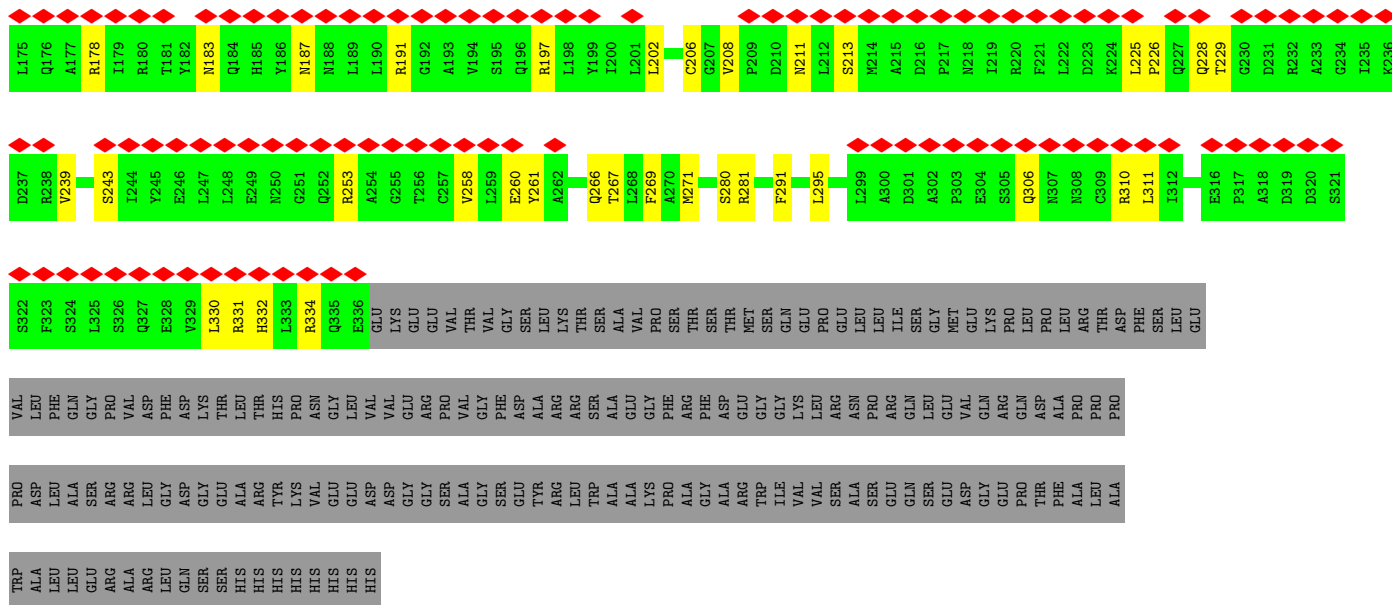 L175 Q176 A177 R178 I179 R180 T181 Y182 N183 Q184 H185 Y186 N187 N188 L189 L190 R191 G192 A193 V194 S195 Q196 R197 L198 Y199 I200 L201 L202 C206 G207 V208 P209 D210 N211 L212 S213 M214 A215 D216 P217 N218 I219 R220 F221 L222 D223 K224 L225 P226 Q227 Q228 T229 G230 D231 R232 A233 G234 I235 K236
D237 R238 V239 S243 I244 Y245 E246 L247 L248 E249 N250 G251 Q252 R253 A254 G255 T256 C257 V258 L259 E260 Y261 A262 Q266 T267 L268 F269 A270 M271 S280 R281 F291 L295 L299 A300 D301 A302 P303 E304 S305 Q306 N307 N308 C309 R310 L311 I312 E316 P317 A318 D319 D320 S321
S322 F323 S324 L325 S326 Q327 E328 V329 L330 R331 H332 L333 R334 Q335 E336 GLU LYS GLU GLU VAL THR VAL GLY SER LEU LYS THR SER ALA VAL PRO SER THR SER THR MET SER GLN GLU PRO GLU LEU LEU ILE SER GLY MET GLU LYS PRO LEU PRO LEU ARG THR ASP PHE SER LEU GLU
VAL LEU PHE GLN GLY PRO VAL ASP PHE ASP LYS THR LEU THR HIS PRO ASN GLY LEU VAL VAL GLU ARG PRO VAL GLY PHE ASP ALA ARG ARG SER ALA GLU GLY PHE ARG PHE ASP GLU GLY GLY LYS LEU ARG ASN PRO ARG GLN LEU GLU VAL GLN ARG GLN ASP ALA PRO PRO PRO
PRO ASP LEU ALA SER ARG ARG LEU GLY ASP GLY GLU ALA ARG TYR LYS VAL GLU GLU ASP ASP GLY GLY SER ALA GLY SER GLU TYR ARG LEU TRP ALA ALA LYS PRO ALA GLY ALA ARG TRP ILE VAL VAL SER ALA SER GLU GLN SER GLU ASP GLY GLU PRO THR PHE ALA LEU ALA
TRP ALA LEU LEU GLU ARG ALA ARG LEU GLN SER SER HIS HIS HIS HIS HIS HIS HIS